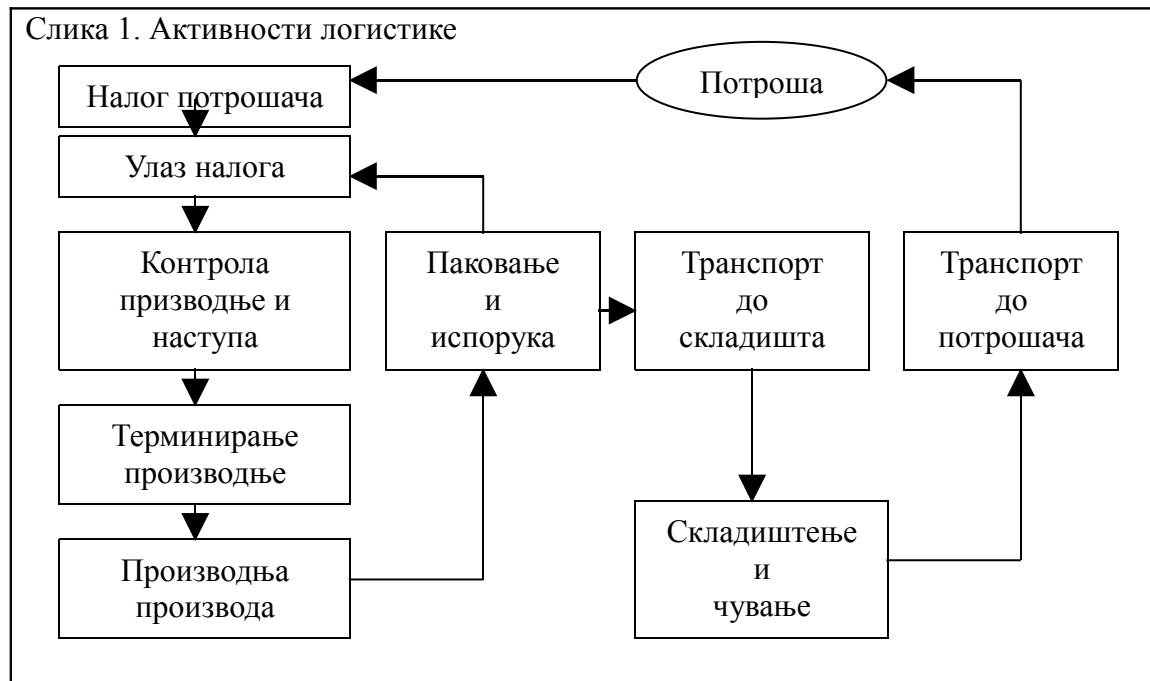 Слика 1. Активности логистике
Налог потрошача
Потроша
Улаз налога
Контрола
призводње и
наступа
Паковање
и
испорука
Транспорт
до
складишта
Транспорт
до
потрошача
Терминирање
производње
Производња
производа
Складиштење
и
чување